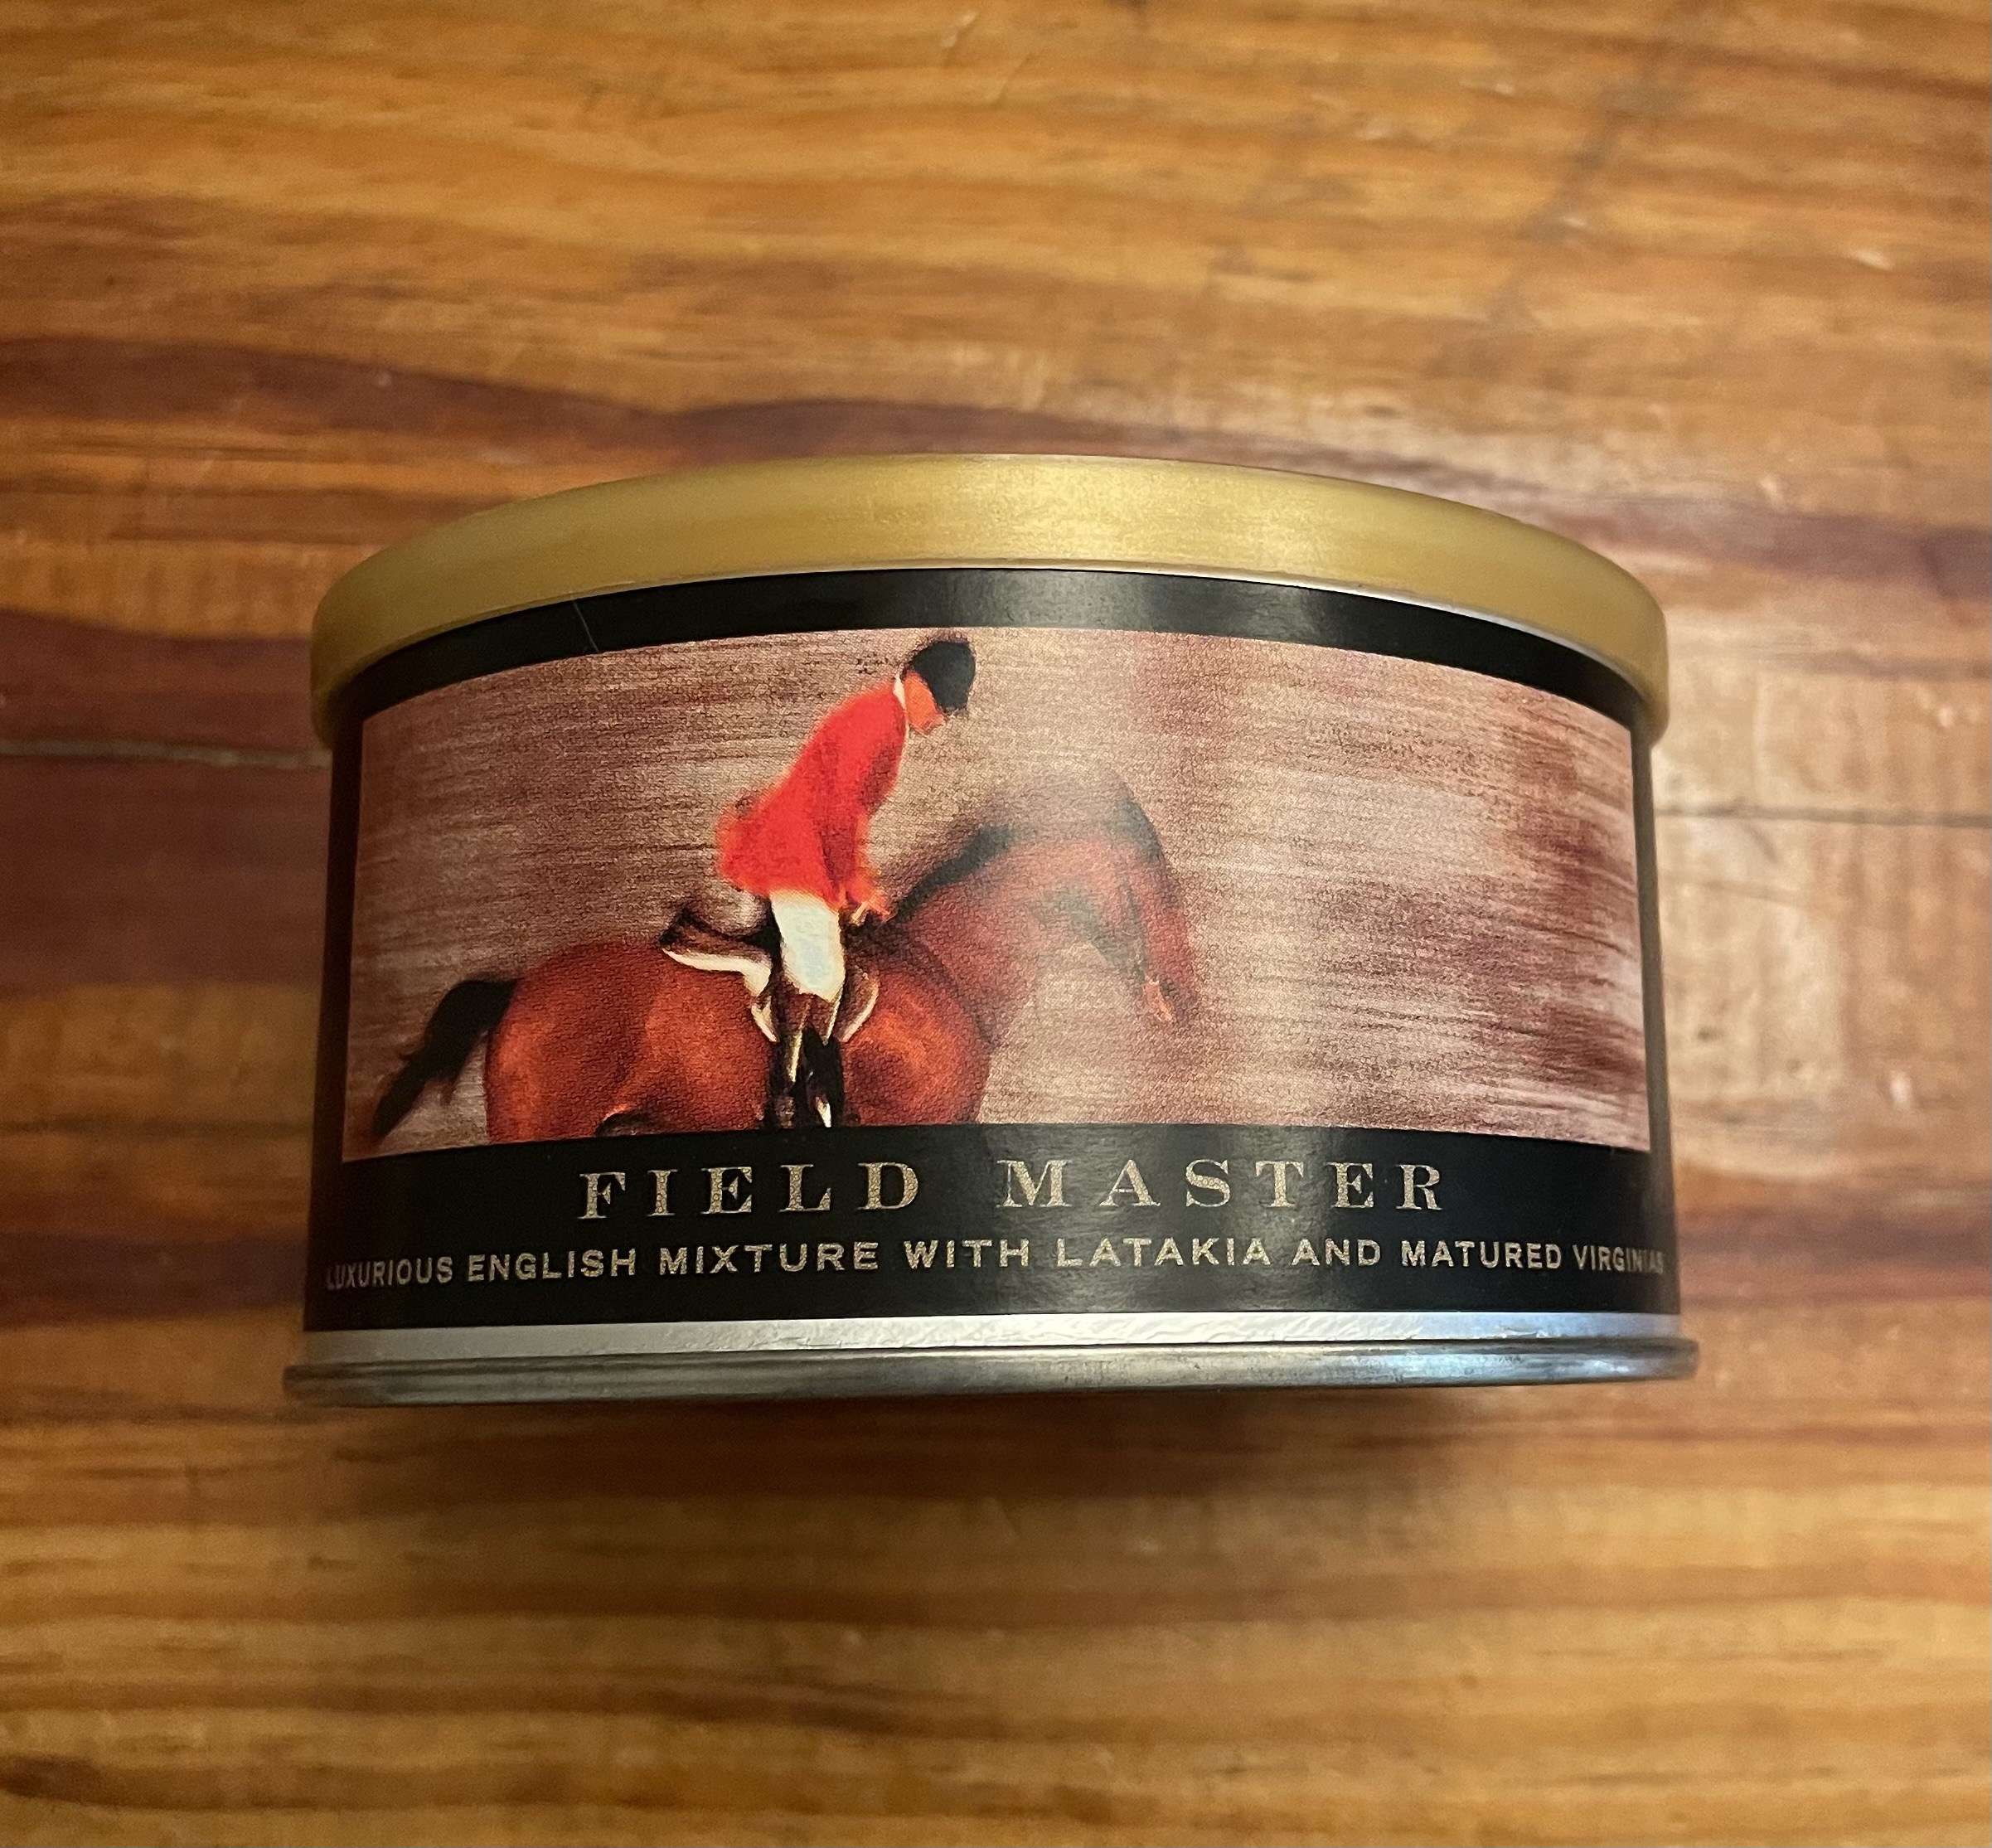 FIELD MASTER
LUXURIOUS ENGLISH MIXTURE WITH LATAKIA AND MATURED VIRGINIAS